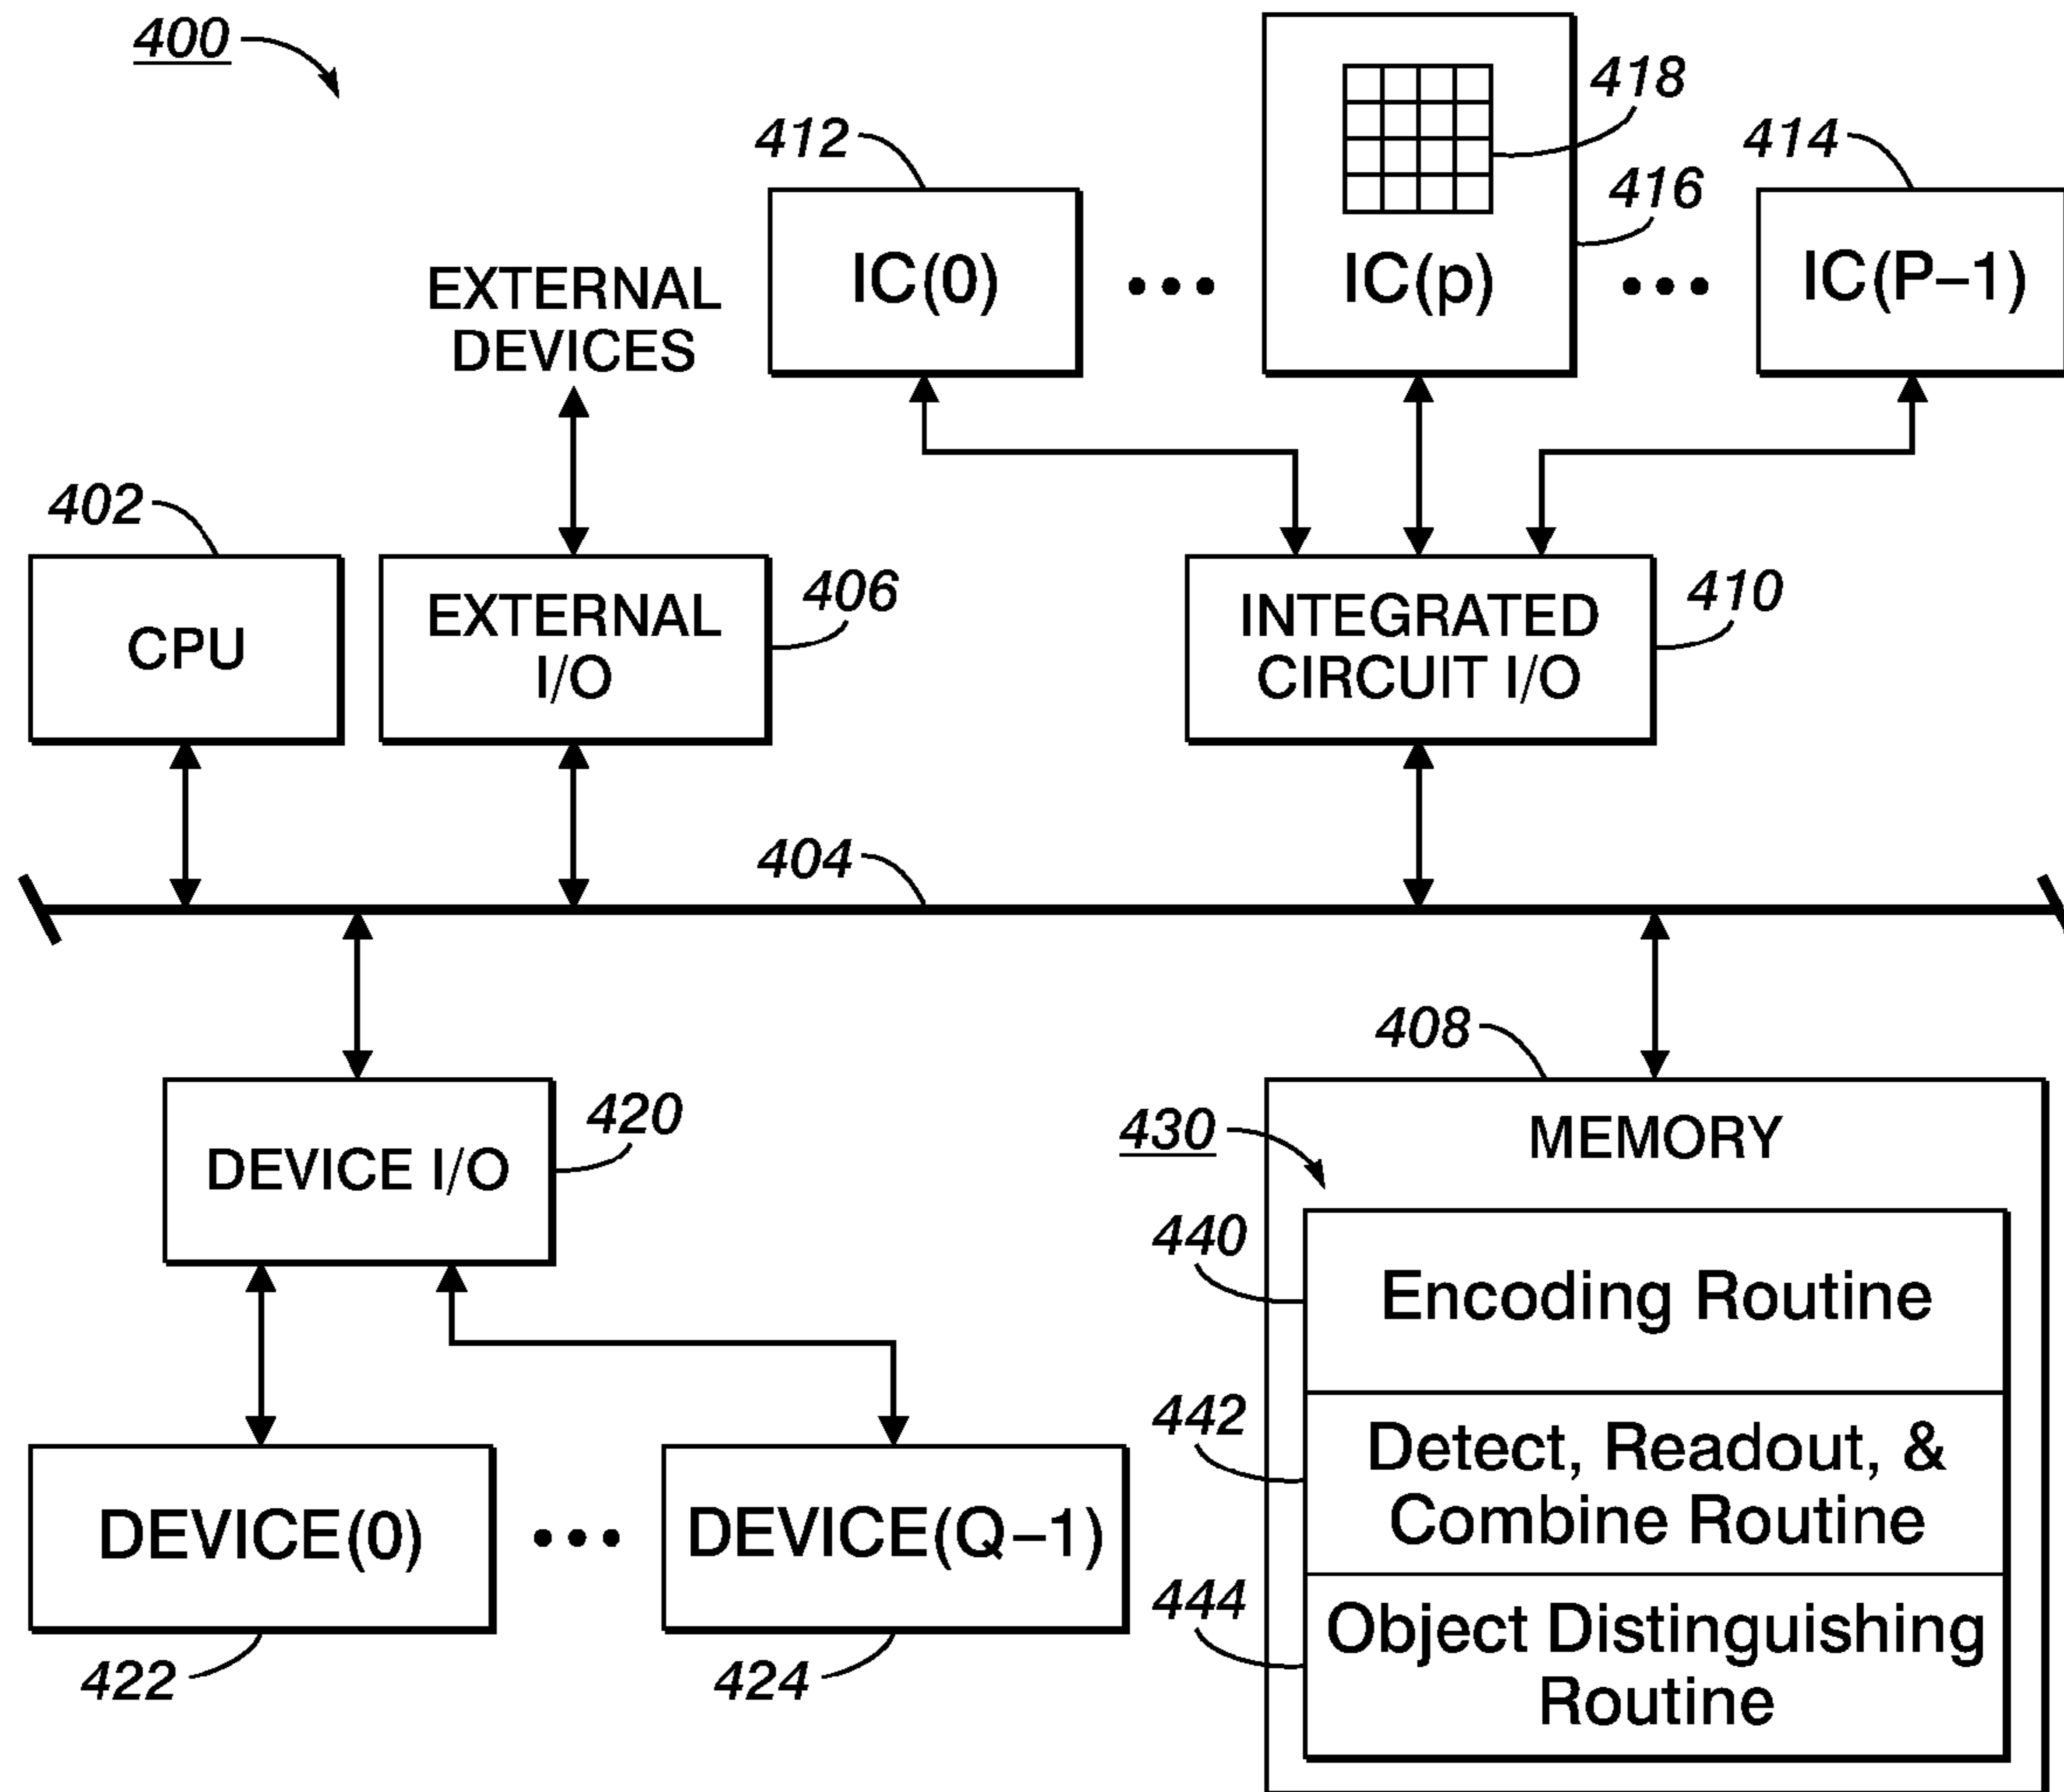 400
418
412
414
416
IC(0)
•••
IC(p)
•••
IC(P–1)
EXTERNAL
DEVICES
402
CPU
EXTERNAL
I/O
406
INTEGRATED
CIRCUIT I/O
410
404
408
DEVICE I/O
420
430
MEMORY
440
Encoding Routine
442
Detect, Readout, &
Combine Routine
444
Object Distinguishing
Routine
DEVICE(0)
•••
DEVICE(Q–1)
422
424